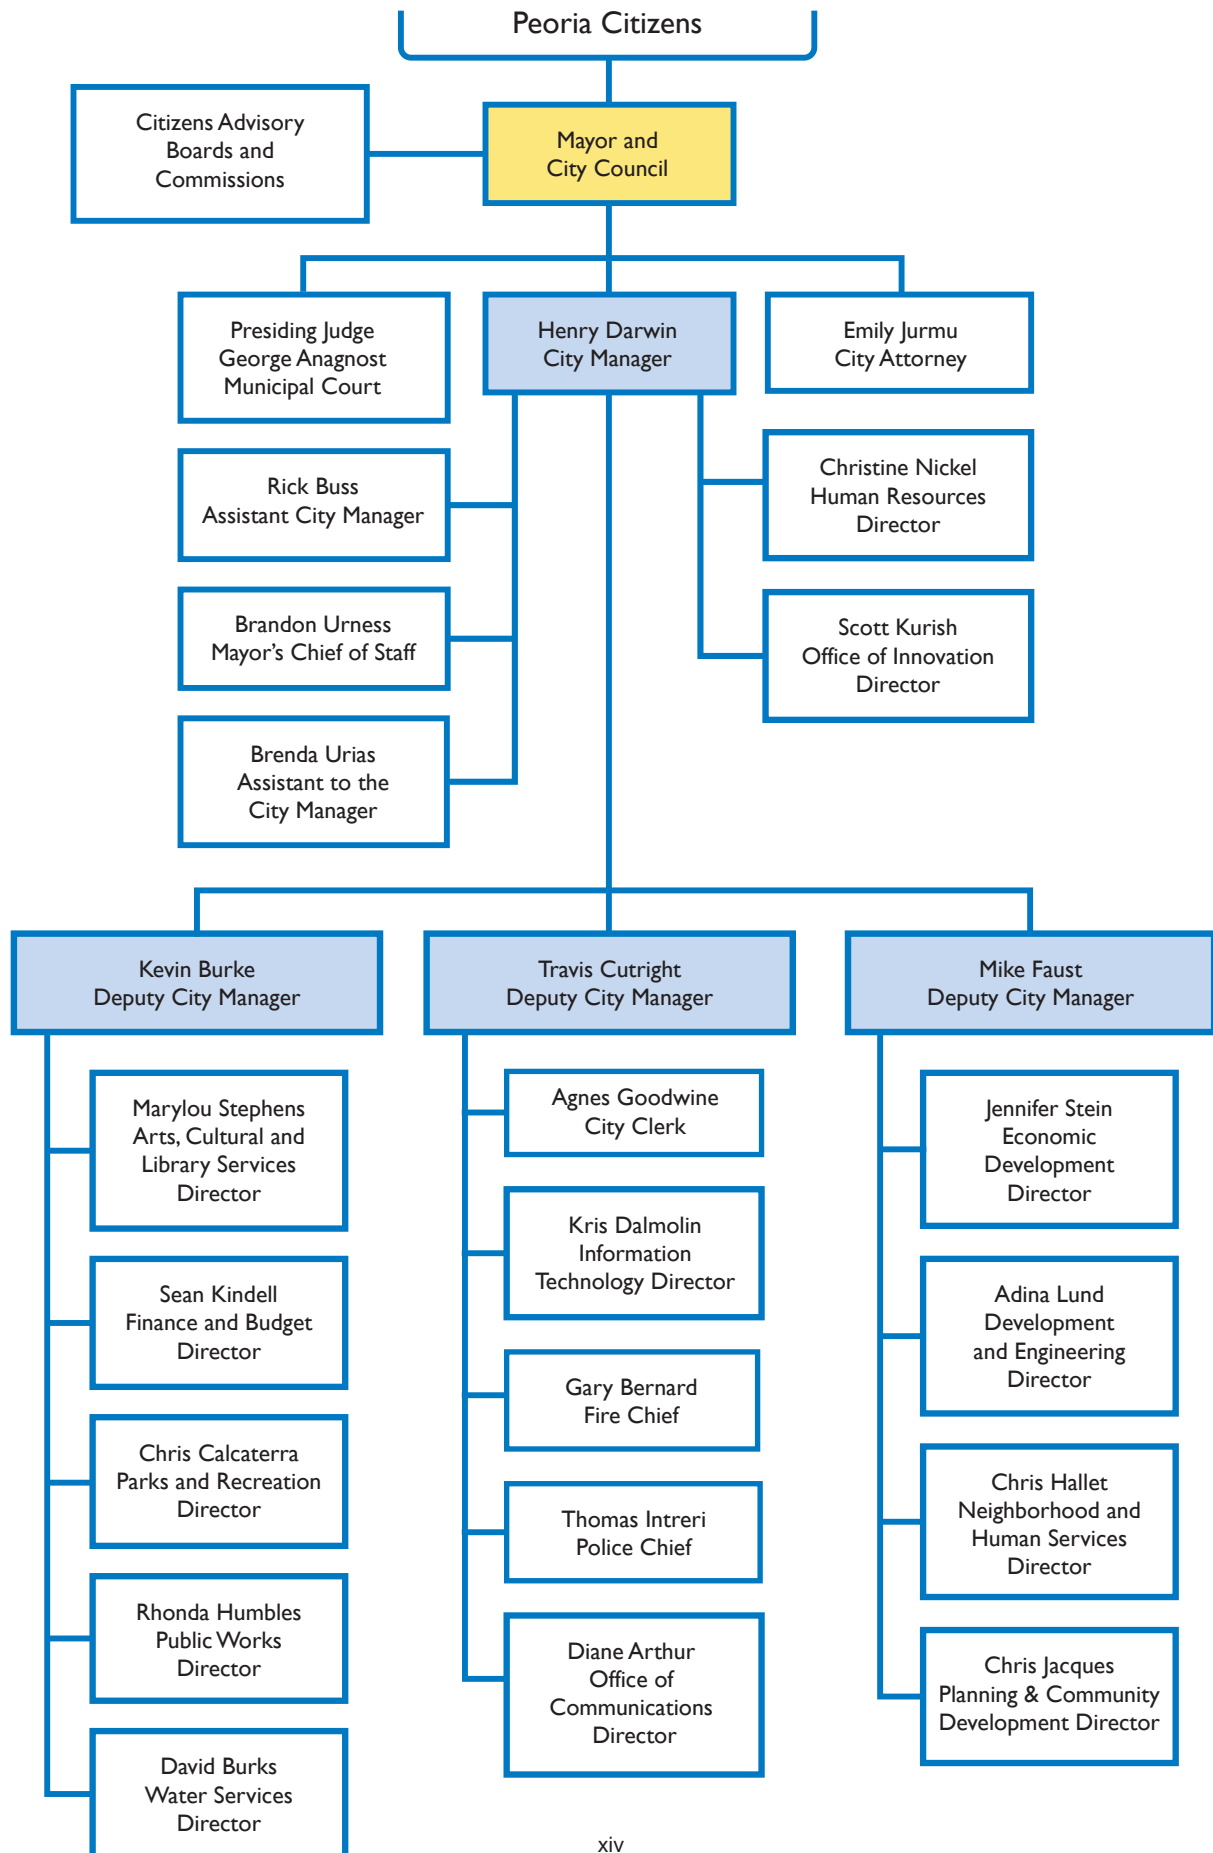 Peoria Citizens
Citizens Advisory
Boards and
Commissions
Mayor and
City Council
Presiding Judge
George Anagnost
Municipal Court
Henry Darwin
City Manager
Emily Jurmu
City Attorney
Rick Buss
Assistant City Manager
Christine Nickel
Human Resources
Director
Brandon Urness
Mayor's Chief of Staff
Scott Kurish
Office of Innovation
Director
Brenda Urias
Assistant to the
City Manager
Kevin Burke
Deputy City Manager
Marylou Stephens
Arts, Cultural and
Library Services
Director
Sean Kindell
Finance and Budget
Director
Chris Calcaterra
Parks and Recreation
Director
Rhonda Humbles
Public Works
Director
David Burks
Water Services
Director
Travis Cutright
Deputy City Manager
Agnes Goodwine
City Clerk
Kris Dalmolin
Information
Technology Director
Gary Bernard
Fire Chief
Thomas Intreri
Police Chief
Diane Arthur
Office of
Communications
Director
Mike Faust
Deputy City Manager
Jennifer Stein
Economic
Development
Director
Adina Lund
Development
and Engineering
Director
Chris Hallet
Neighborhood and
Human Services
Director
Chris Jacques
Planning & Community
Development Director
xiv